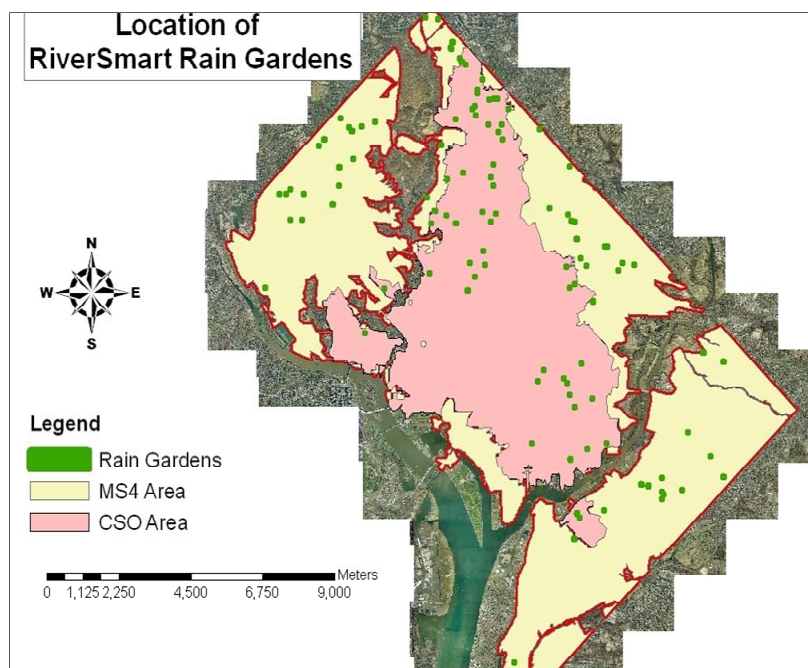 Location of
RiverSmart Rain Gardens
N
W E
S
Legend
Rain Gardens
MS4 Area
CSO Area
Meters
0 1,125 2,250 4,500 6,750 9,000